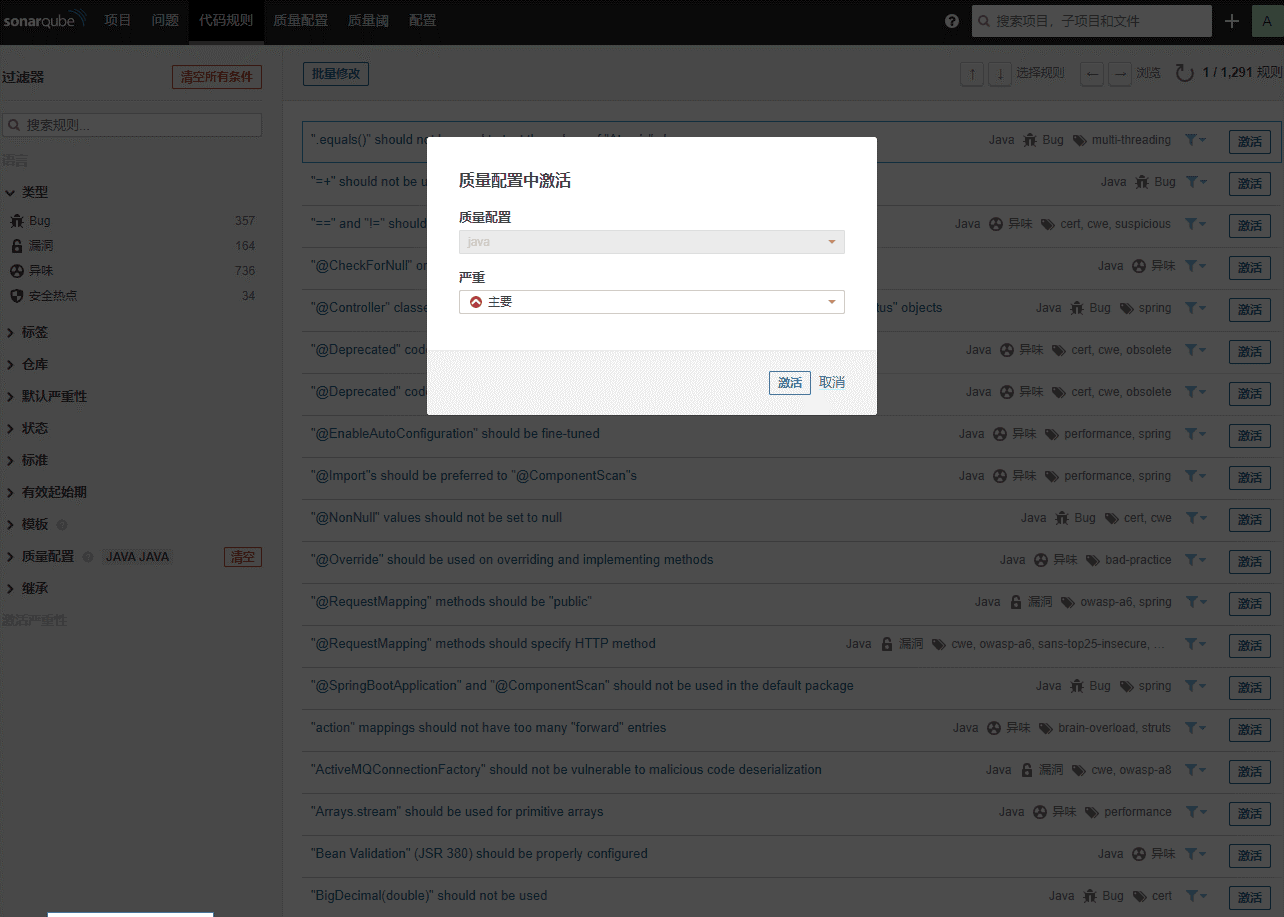 sonarqube 项目 问题 代码规则 质量配置 质量阈 配置 搜索项目、子项目和文件 A
过滤器 清空所有条件
搜索规则...
语言
类型
Bug 357
漏洞 164
异味 736
安全热点 34
标签
仓库
默认严重性
状态
标准
有效起始期
模板
质量配置 JAVA JAVA 清空
继承
激活严重性
批量修改 ↑ ↓ 选择规则 ← → 浏览 1 / 1,291 规则
".equals()" should Java Bug multi-threading 激活
"=+" should not be u Java Bug 激活
"==" and "!=" should Java 异味 cert, cwe, suspicious 激活
"@CheckForNull" or Java 异味 激活
"@Controller" classe tus" objects Java Bug spring 激活
"@Deprecated" cod Java 异味 cert, cwe, obsolete 激活
"@Deprecated" cod Java 异味 cert, cwe, obsolete 激活
"@EnableAutoConfiguration" should be fine-tuned Java 异味 performance, spring 激活
"@Import"s should be preferred to "@ComponentScan"s Java 异味 performance, spring 激活
"@NonNull" values should not be set to null Java Bug cert, cwe 激活
"@Override" should be used on overriding and implementing methods Java 异味 bad-practice 激活
"@RequestMapping" methods should be "public" Java 漏洞 owasp-a6, spring 激活
"@RequestMapping" methods should specify HTTP method Java 漏洞 cwe, owasp-a6, sans-top25-insecure, ... 激活
"@SpringBootApplication" and "@ComponentScan" should not be used in the default package Java Bug spring 激活
"action" mappings should not have too many "forward" entries Java 异味 brain-overload, struts 激活
"ActiveMQConnectionFactory" should not be vulnerable to malicious code deserialization Java 漏洞 cwe, owasp-a8 激活
"Arrays.stream" should be used for primitive arrays Java 异味 performance 激活
"Bean Validation" (JSR 380) should be properly configured Java 异味 激活
"BigDecimal(double)" should not be used Java Bug cert 激活
质量配置中激活
质量配置
java
严重
主要
激活 取消